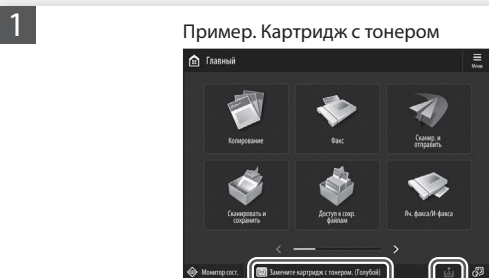 1
Пример. Картридж с тонером
Главный
Меню
Копирование
Факс
Сканир. и
отправить
Сканировать и
сохранить
Доступ к сохр.
файлам
Яч. факса/И-факса
Монитор сост.
Замените картридж с тонером. (Голубой)